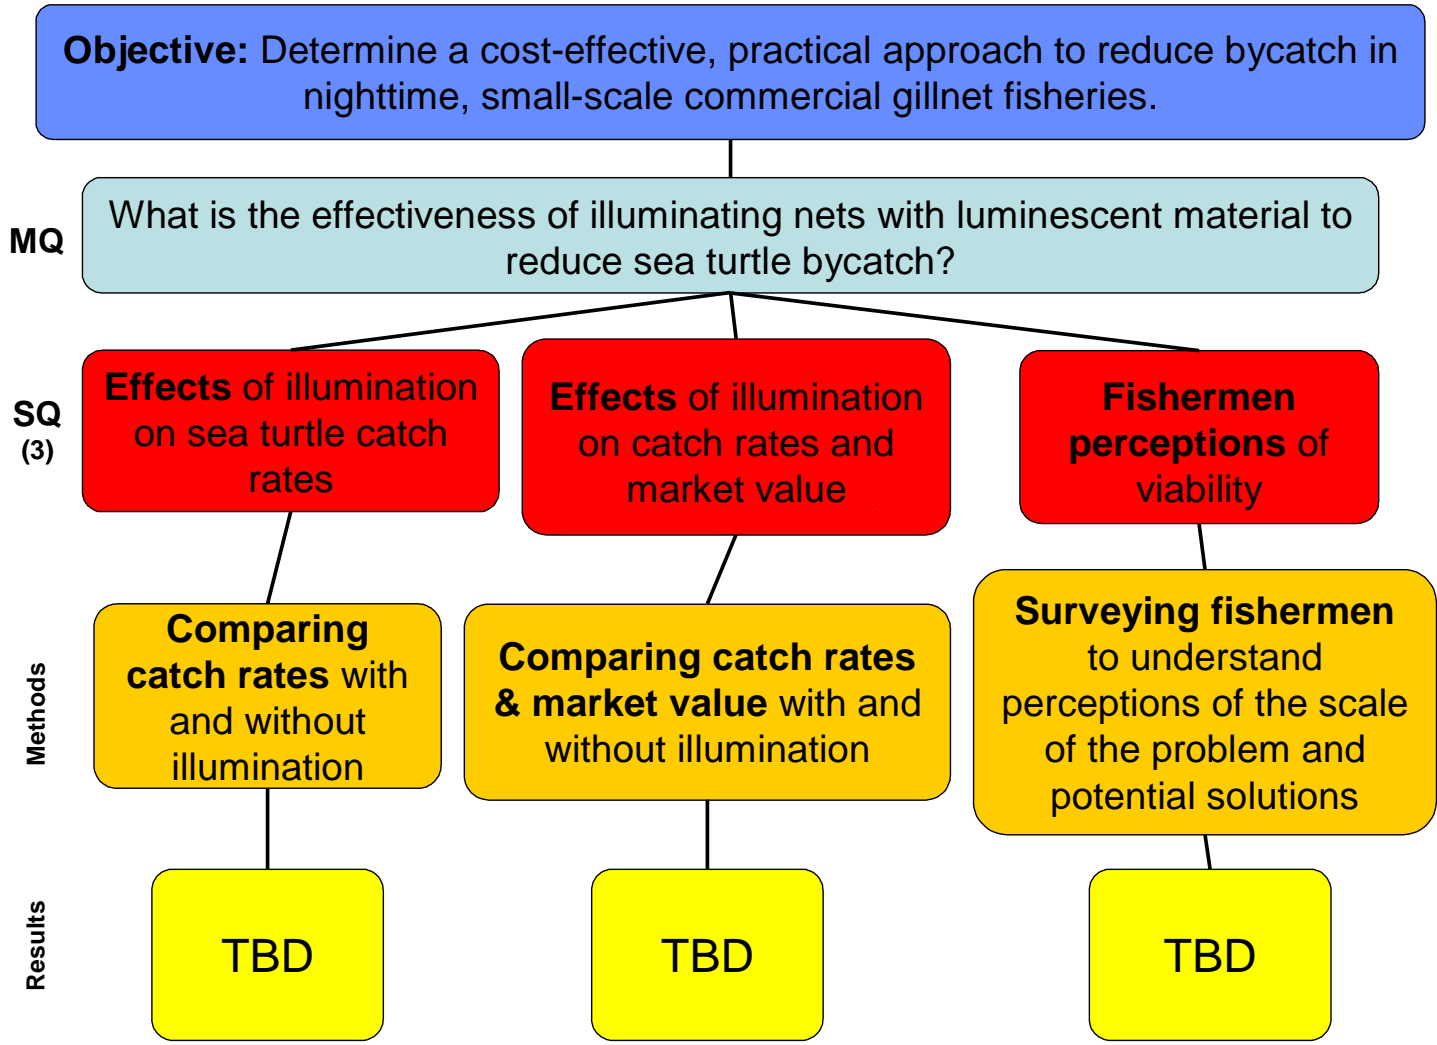 Objective: Determine a cost-effective, practical approach to reduce bycatch in
nighttime, small-scale commercial gillnet fisheries.
MQ
What is the effectiveness of illuminating nets with luminescent material to
reduce sea turtle bycatch?
SQ
(3)
Effects of illumination
on sea turtle catch
rates
Effects of illumination
on catch rates and
market value
Fishermen
perceptions of
viability
Methods
Comparing
catch rates with
and without
illumination
Comparing catch rates
& market value with and
without illumination
Surveying fishermen
to understand
perceptions of the scale
of the problem and
potential solutions
Results
TBD
TBD
TBD